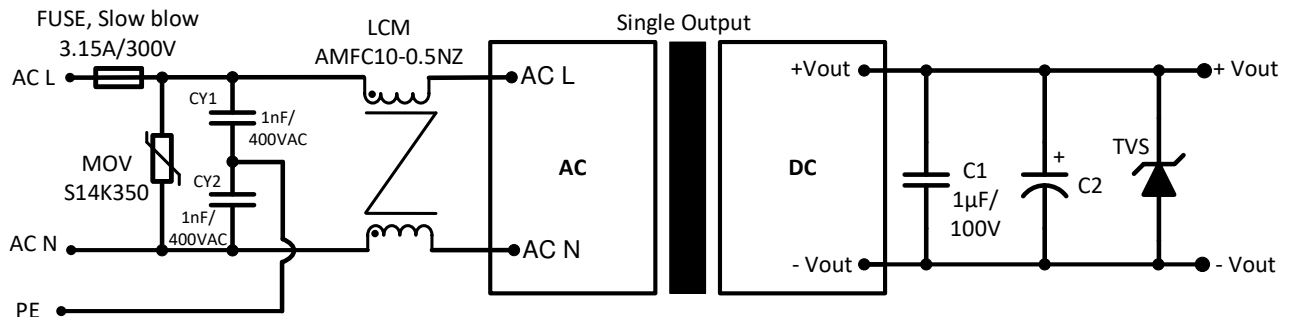 FUSE, Slow blow
3.15A/300V
LCM
AMFC10-0.5NZ
Single Output
AC L
AC L
+Vout
+ Vout
CY1
1nF/
400VAC
MOV
S14K350
CY2
1nF/
400VAC
AC
DC
C1
1µF/
100V
+
C2
TVS
AC N
AC N
- Vout
- Vout
PE